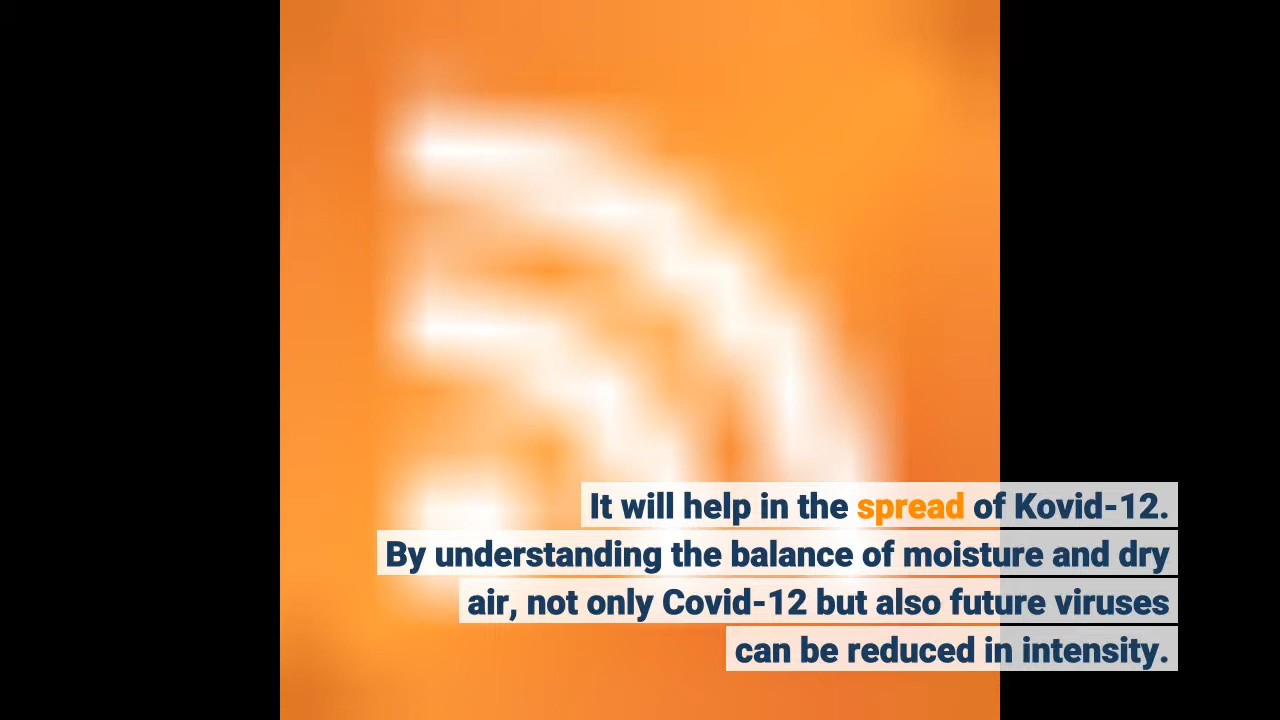 It will help in the spread of Kovid-12.
By understanding the balance of moisture and dry
air, not only Covid-12 but also future viruses
can be reduced in intensity.